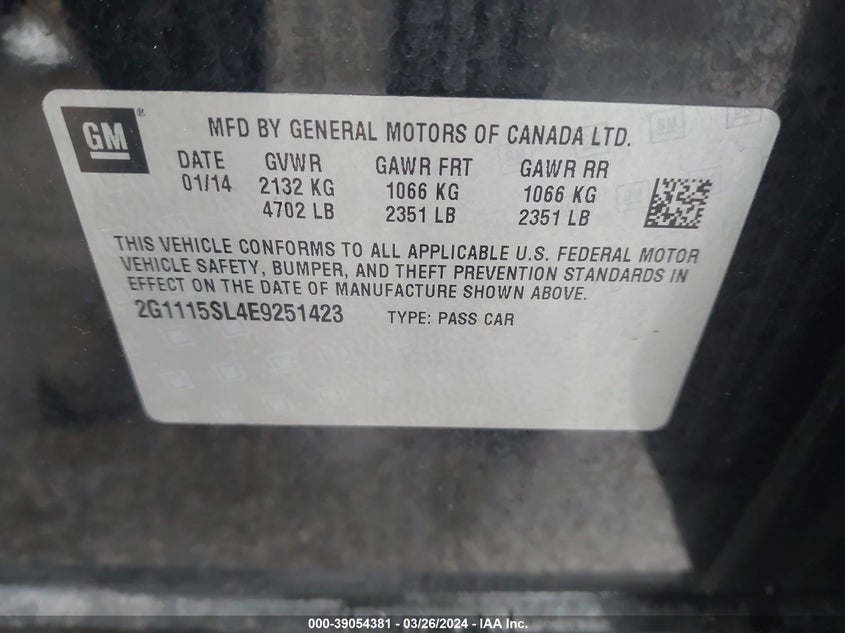 GM ®
MFD BY GENERAL MOTORS OF CANADA LTD.
DATE GVWR GAWR FRT GAWR RR
01/14 2132 KG 1066 KG 1066 KG
4702 LB 2351 LB 2351 LB
THIS VEHICLE CONFORMS TO ALL APPLICABLE U.S. FEDERAL MOTOR
VEHICLE SAFETY, BUMPER, AND THEFT PREVENTION STANDARDS IN
EFFECT ON THE DATE OF MANUFACTURE SHOWN ABOVE.
2G1115SL4E9251423 TYPE: PASS CAR
000-39054381 - 03/26/2024 - IAA Inc.